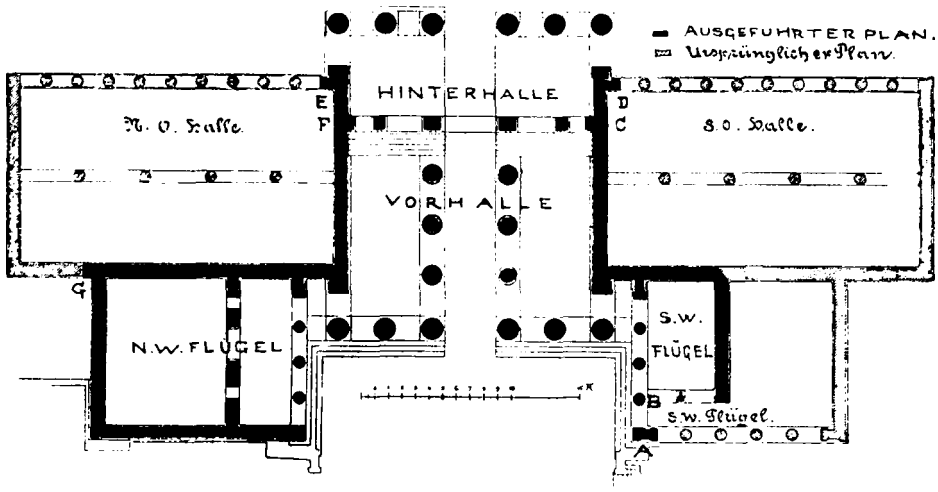 AUSGEFUHRTER PLAN.
Ursprünglicher Plan.
HINTERHALLE
E
F
D
C
N. O. Halle.
S. O. Halle.
VORHALLE
G
N.W. FLÜGEL
S.W.
FLÜGEL
B
S.W. Flügel.
A